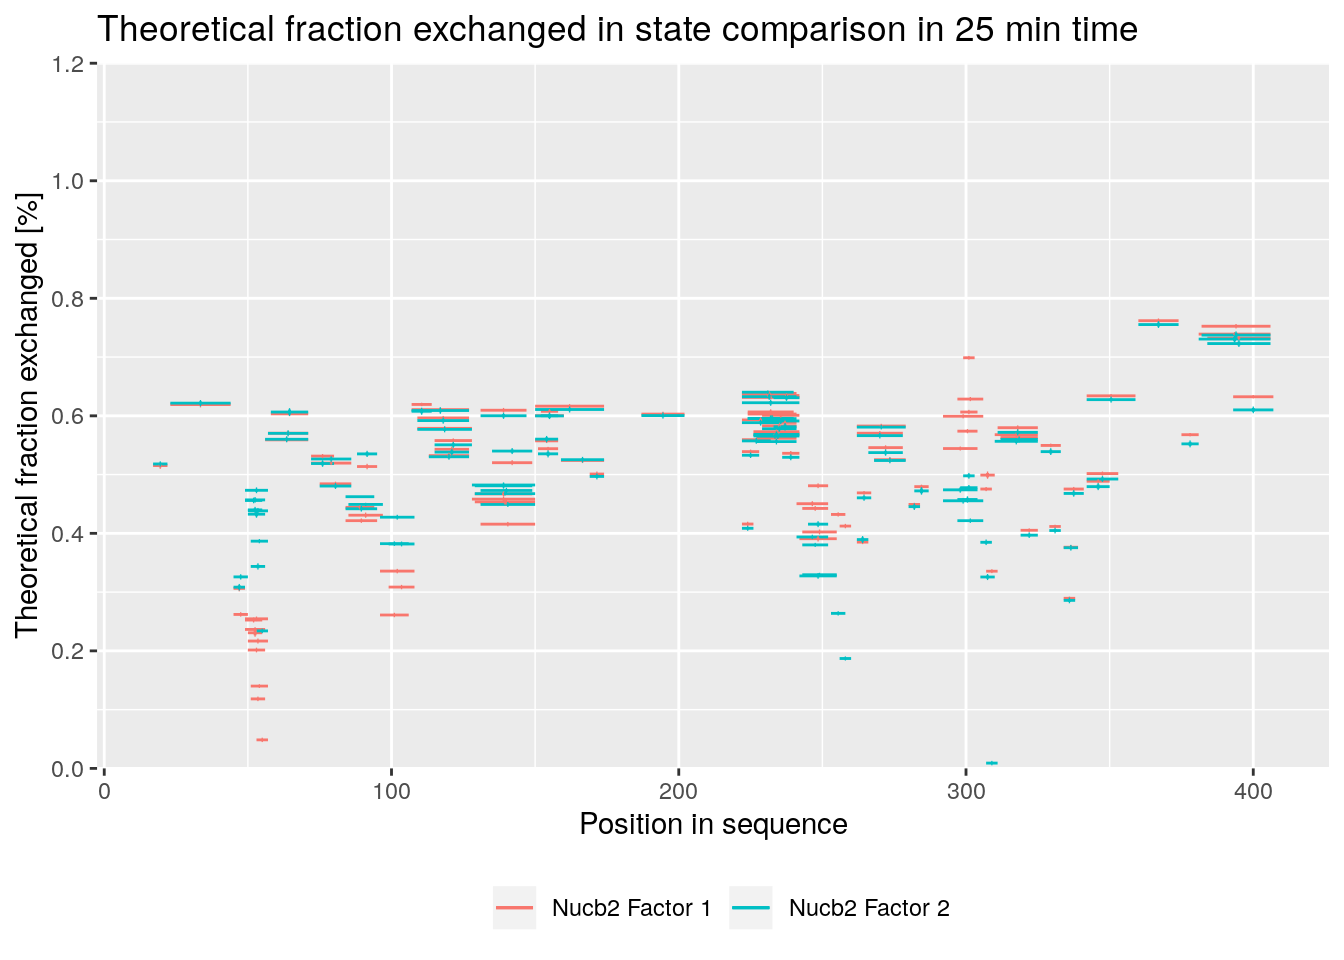 Theoretical fraction exchanged in state comparison in 25 min time
Theoretical fraction exchanged [%]
1.2
1.0
0.8
0.6
0.4
0.2
0.0
0 100 200 300 400
Position in sequence
Nucb2 Factor 1 Nucb2 Factor 2